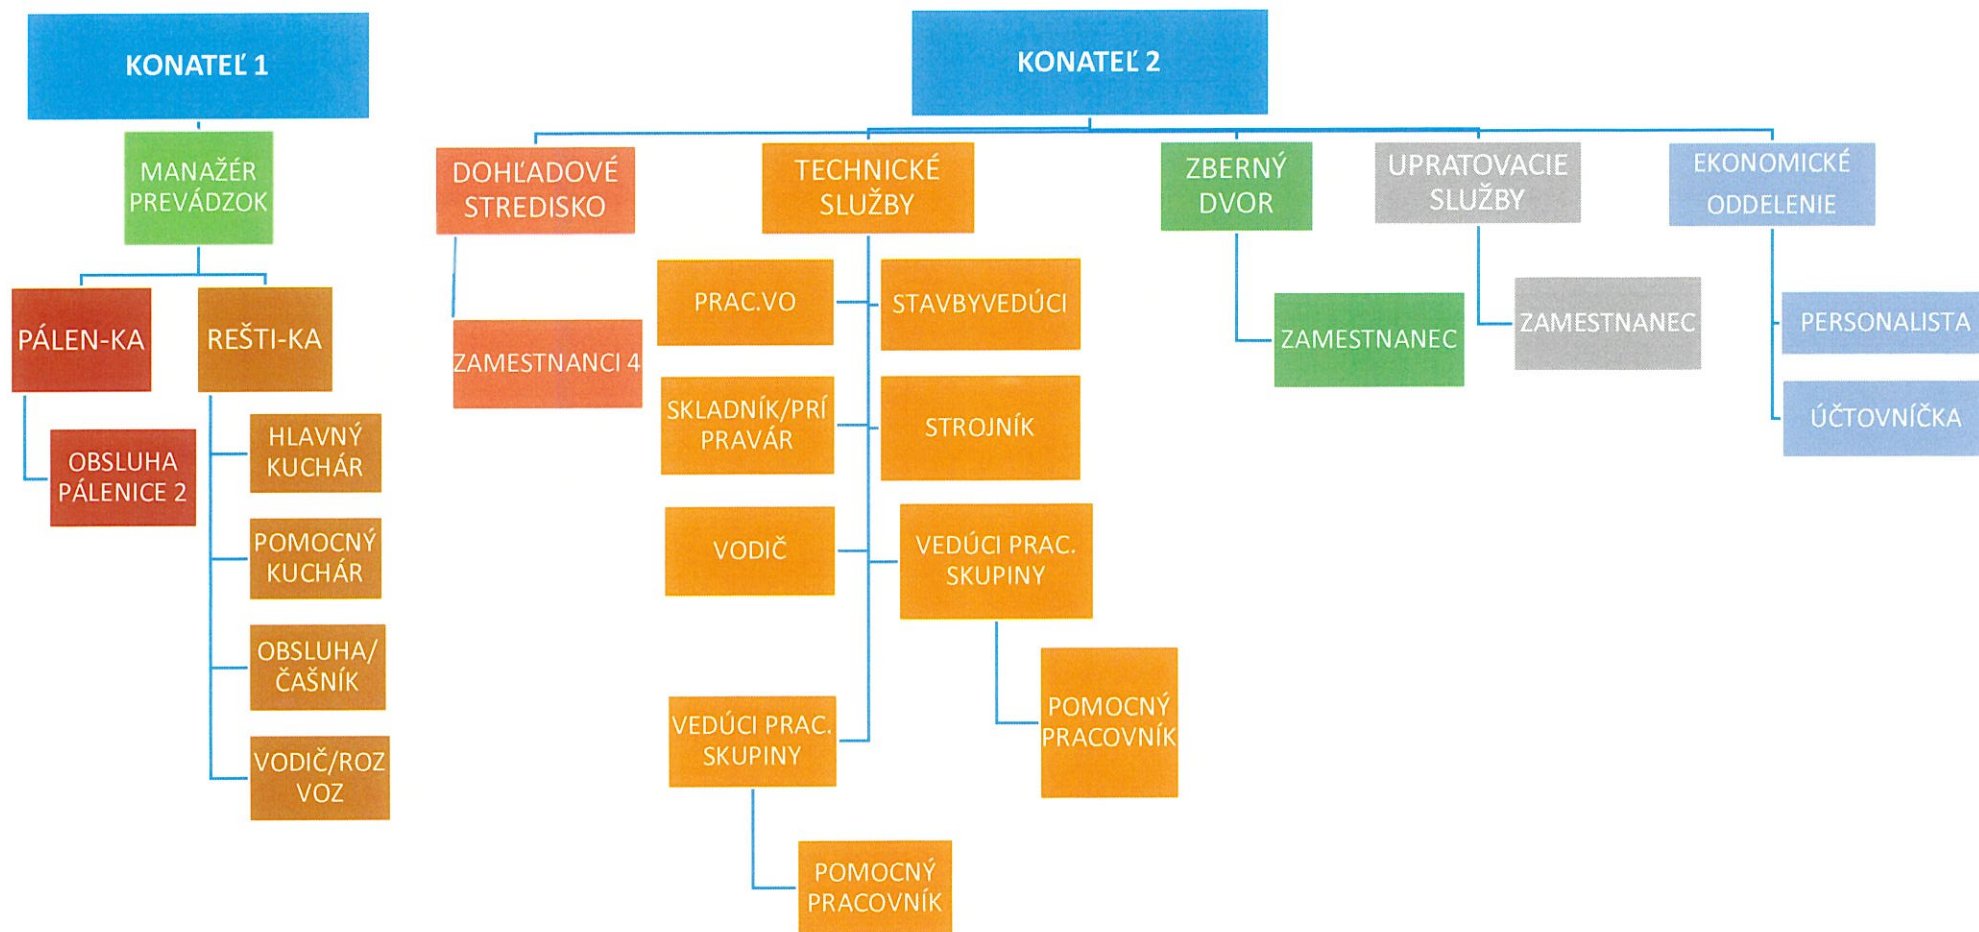 KONATEĽ 1
MANAŽÉR
PREVÁDZOK
PÁLEN-KA
OBSLUHA
PÁLENICE 2
REŠTI-KA
HLAVNÝ
KUCHÁR
POMOCNÝ
KUCHÁR
OBSLUHA/
ČAŠNÍK
VODIČ/ROZ
VOZ
KONATEĽ 2
DOHĽADOVÉ
STREDISKO
ZAMESTNANCI 4
TECHNICKÉ
SLUŽBY
PRAC.VO
STAVBYVEDÚCI
SKLADNÍK/PRÍ
PRAVÁR
STROJNÍK
VODIČ
VEDÚCI PRAC.
SKUPINY
POMOCNÝ
PRACOVNÍK
VEDÚCI PRAC.
SKUPINY
POMOCNÝ
PRACOVNÍK
ZBERNÝ
DVOR
ZAMESTNANEC
UPRATOVACIE
SLUŽBY
ZAMESTNANEC
EKONOMICKÉ
ODDELENIE
PERSONALISTA
ÚČTOVNÍČKA